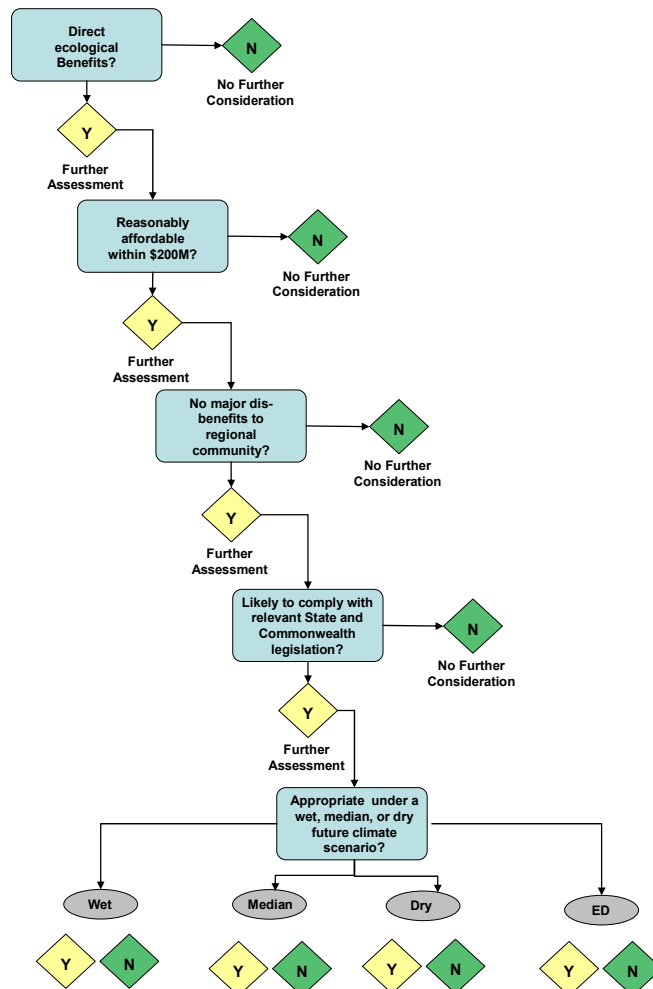 Direct
ecological
Benefits?
N
No Further
Consideration
Y
Further
Assessment
Reasonably
affordable
within $200M?
N
No Further
Consideration
Y
Further
Assessment
No major dis-
benefits to
regional
community?
N
No Further
Consideration
Y
Further
Assessment
Likely to comply with
relevant State and
Commonwealth
legislation?
N
No Further
Consideration
Y
Further
Assessment
Appropriate under a
wet, median, or dry
future climate
scenario?
Wet
Median
Dry
ED
Y N
Y N
Y N
Y N